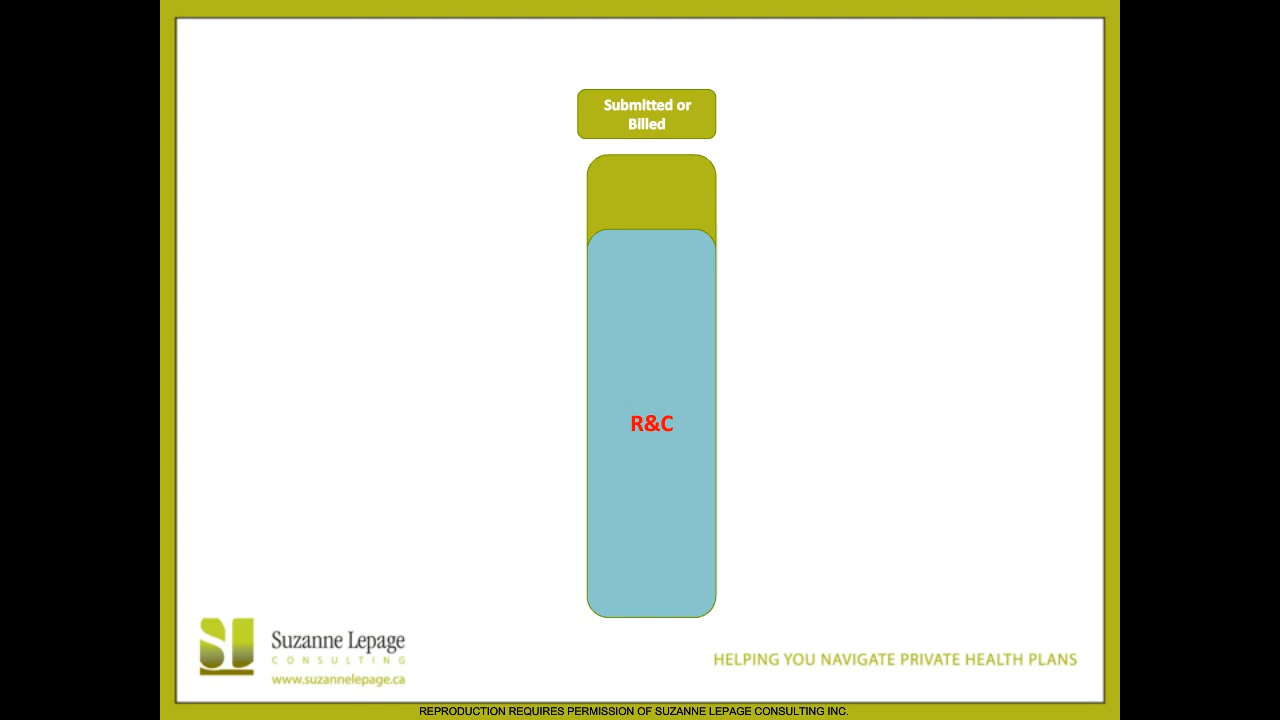 Submitted or
Billed
R&C
SL
Suzanne Lepage
CONSULTING
www.suzannelepage.ca
HELPING YOU NAVIGATE PRIVATE HEALTH PLANS
REPRODUCTION REQUIRES PERMISSION OF SUZANNE LEPAGE CONSULTING INC.